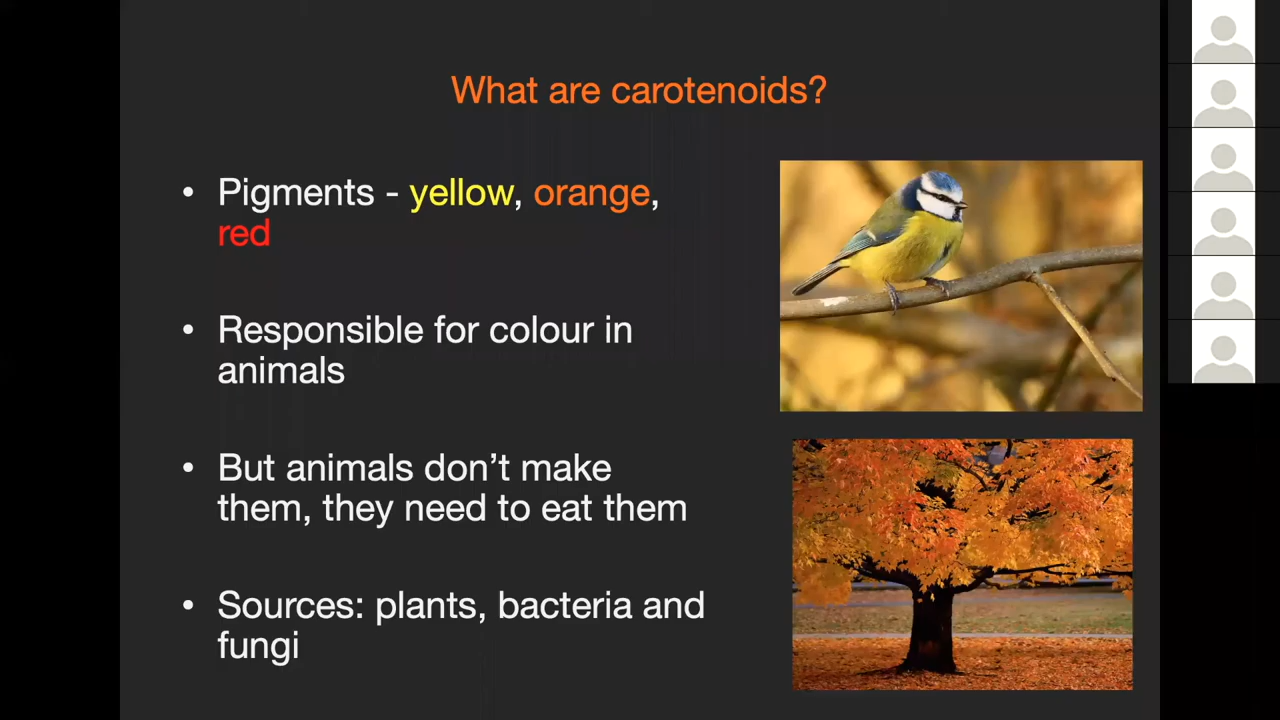 What are carotenoids?
• Pigments - yellow, orange,
red
• Responsible for colour in
animals
• But animals don’t make
them, they need to eat them
• Sources: plants, bacteria and
fungi